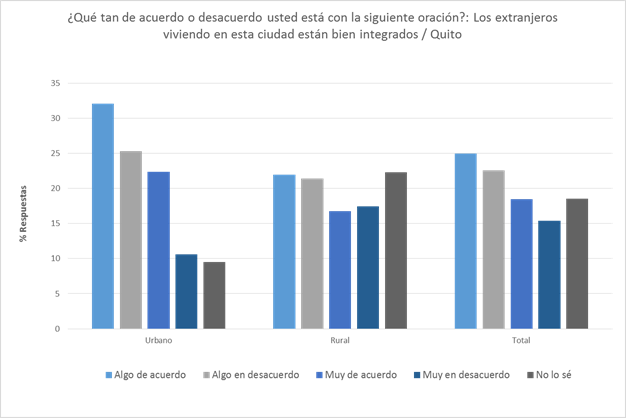 ¿Qué tan de acuerdo o desacuerdo usted está con la siguiente oración?: Los extranjeros
viviendo en esta ciudad están bien integrados / Quito
% Respuestas
35
30
25
20
15
10
5
0
Urbano Rural Total
Algo de acuerdo Algo en desacuerdo Muy de acuerdo Muy en desacuerdo No lo sé